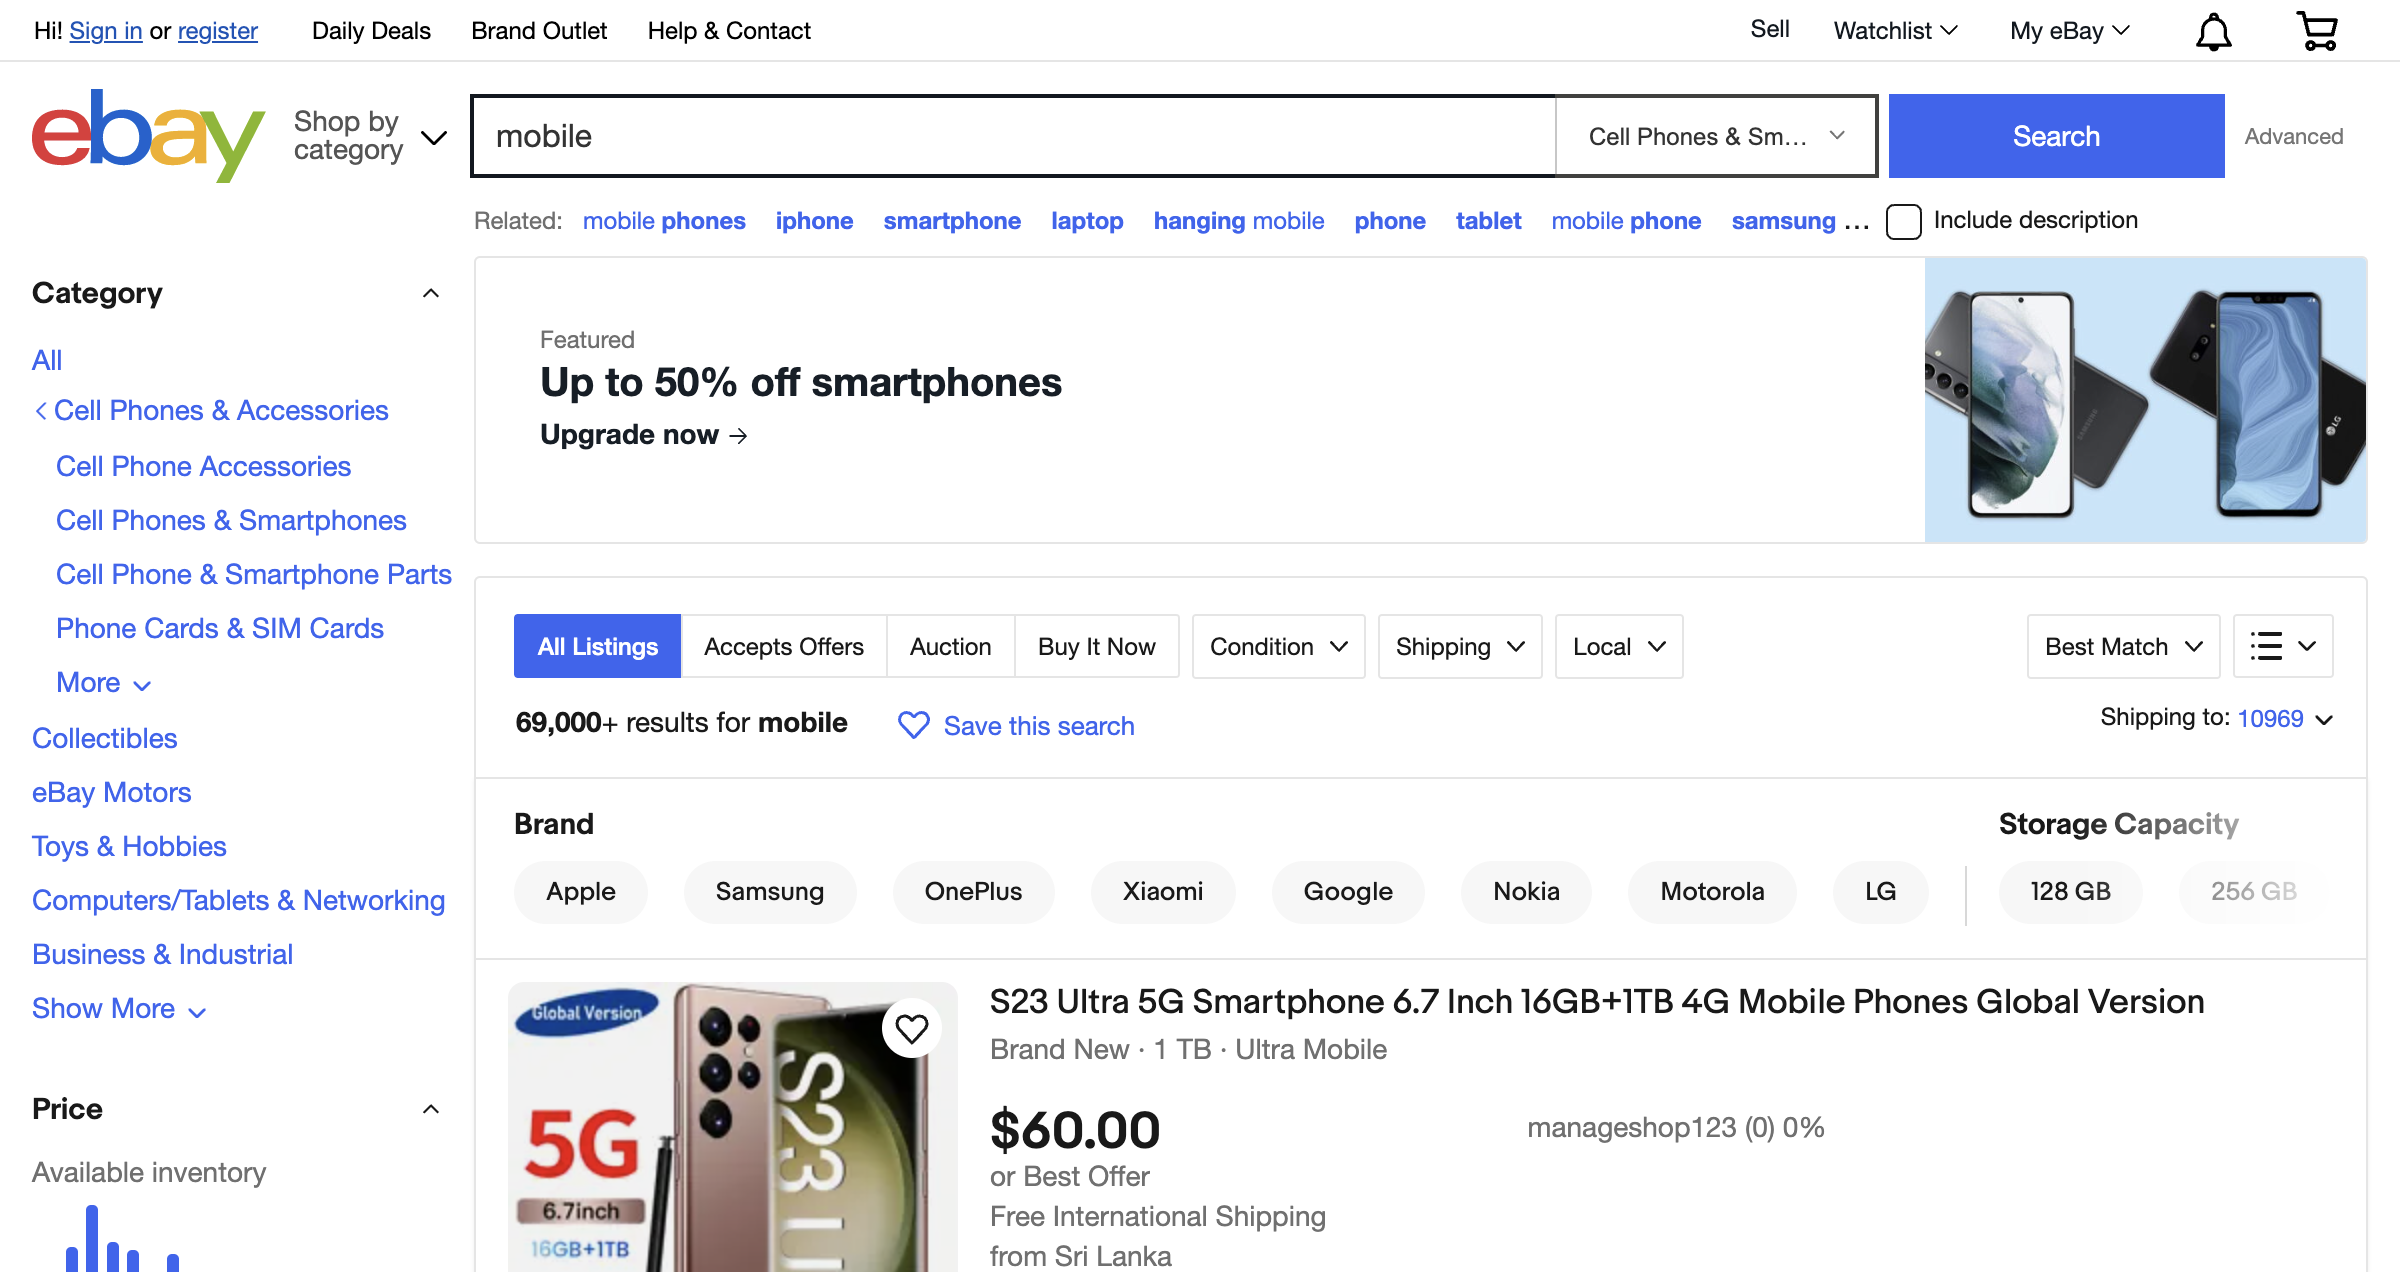 Hi! Sign in or register Daily Deals Brand Outlet Help & Contact Sell Watchlist My eBay
ebay
Shop by
category
mobile
Cell Phones & Sm...
Search
Advanced
Related: mobile phones iphone smartphone laptop hanging mobile phone tablet mobile phone samsung ...
Include description
Category
All
Cell Phones & Accessories
Cell Phone Accessories
Cell Phones & Smartphones
Cell Phone & Smartphone Parts
Phone Cards & SIM Cards
More
Collectibles
eBay Motors
Toys & Hobbies
Computers/Tablets & Networking
Business & Industrial
Show More
Price
Available inventory
Featured
Up to 50% off smartphones
Upgrade now
SAMSUNG
LG
All Listings Accepts Offers Auction Buy It Now Condition Shipping Local Best Match
69,000+ results for mobile
Save this search
Shipping to: 10969
Brand
Apple Samsung OnePlus Xiaomi Google Nokia Motorola LG
Storage Capacity
128 GB 256 GB
Global Version
5G
6.7inch
16GB+1TB
S23 U
S23 Ultra 5G Smartphone 6.7 Inch 16GB+1TB 4G Mobile Phones Global Version
Brand New · 1 TB · Ultra Mobile
$60.00
manageshop123 (0) 0%
or Best Offer
Free International Shipping
from Sri Lanka